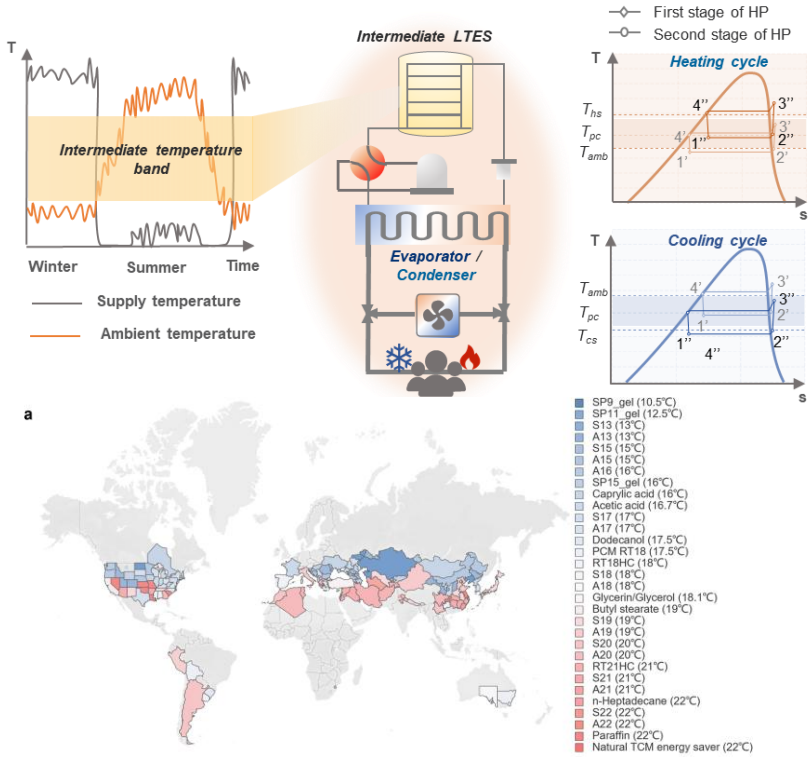 T
Intermediate temperature
band
Winter
Summer
Time
Supply temperature
Ambient temperature
Intermediate LTES
Evaporator /
Condenser
First stage of HP
Second stage of HP
Heating cycle
T
T_hs
T_pc
T_amb
4''
3''
4'
3'
1''
2''
1'
2'
s
Cooling cycle
T
T_amb
T_pc
T_cs
4'
3'
3''
1'
2'
1''
2''
4''
s
a
SP9_gel (10.5℃)
SP11_gel (12.5℃)
S13 (13℃)
A13 (13℃)
S15 (15℃)
A15 (15℃)
A16 (16℃)
SP15_gel (16℃)
Caprylic acid (16℃)
Acetic acid (16.7℃)
S17 (17℃)
A17 (17℃)
Dodecanol (17.5℃)
PCM RT18 (17.5℃)
RT18HC (18℃)
S18 (18℃)
A18 (18℃)
Glycerin/Glycerol (18.1℃)
Butyl stearate (19℃)
S19 (19℃)
A19 (19℃)
S20 (20℃)
A20 (20℃)
RT21HC (21℃)
S21 (21℃)
A21 (21℃)
n-Heptadecane (22℃)
S22 (22℃)
A22 (22℃)
Paraffin (22℃)
Natural TCM energy saver (22℃)